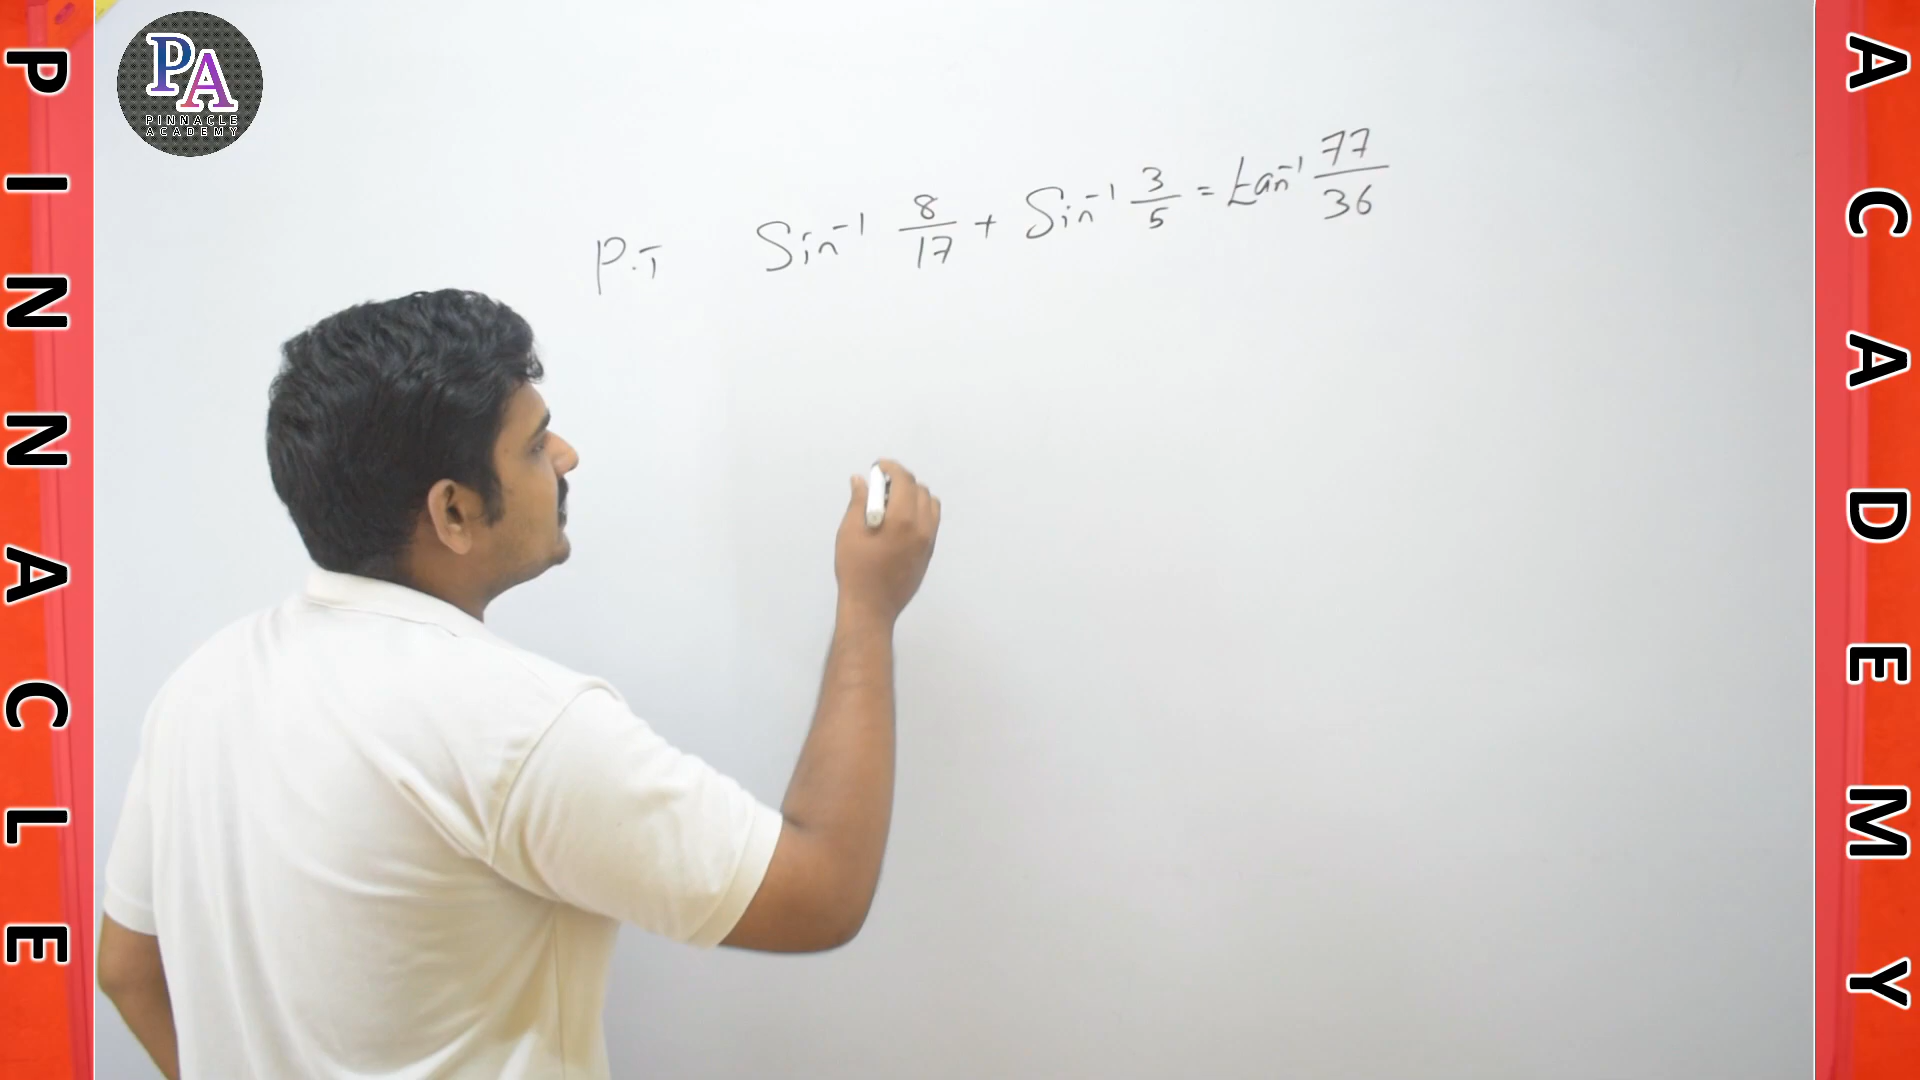 PINNACLE
PA
PINNACLE
ACADEMY
P.T Sin⁻¹ 8/17 + Sin⁻¹ 3/5 = tan⁻¹ 77/36
ACADEMY